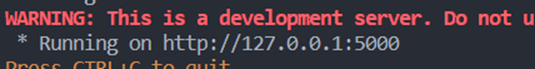 WARNING: This is a development server. Do not u
* Running on http://127.0.0.1:5000
Press CTRL+C to quit